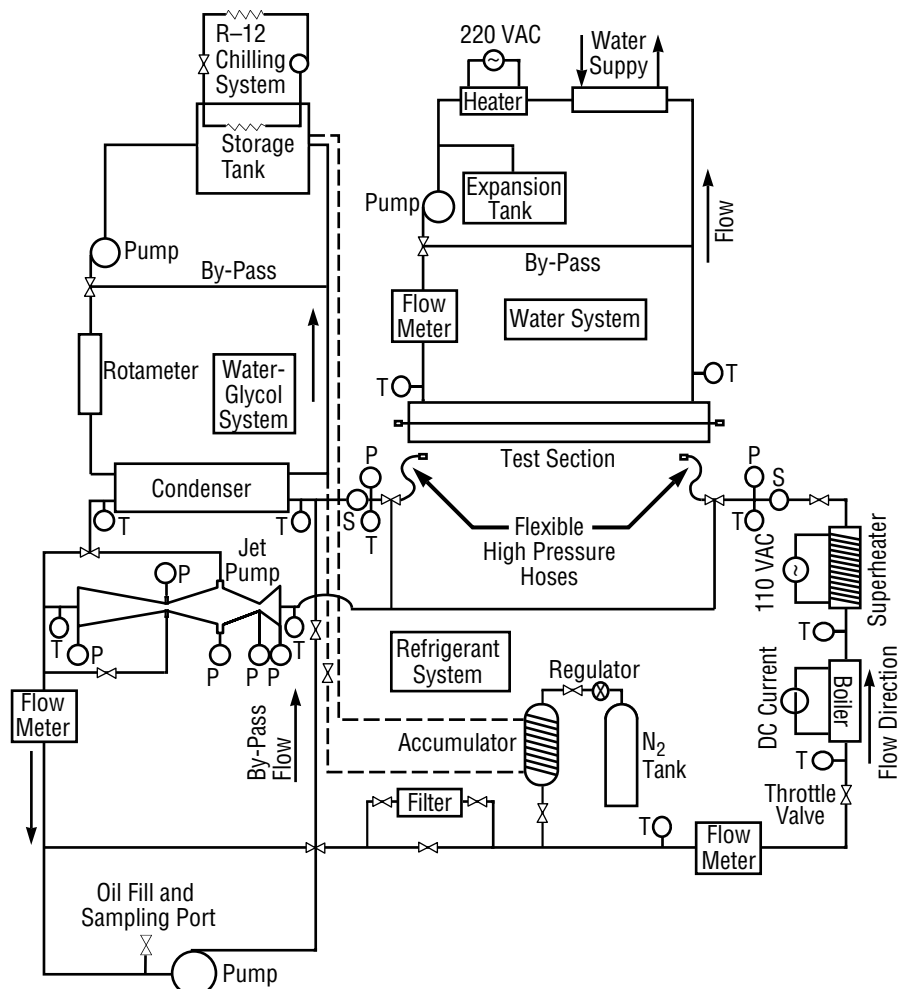 R–12
Chilling
System
Storage
Tank
Pump
By-Pass
Rotameter
Water-
Glycol
System
220 VAC
Heater
Water
Suppy
Expansion
Tank
Pump
By-Pass
Flow
Flow
Meter
Water System
T
T
Test Section
Condenser
T
T
P
S
T
Flexible
High Pressure
Hoses
P
S
T
110 VAC
Superheater
T
DC Current
Boiler
Flow Direction
T
Throttle
Valve
Jet
Pump
P
T
P
P
P
P
T
Refrigerant
System
Flow
Meter
By-Pass
Flow
Accumulator
Regulator
N2
Tank
Filter
T
Flow
Meter
Oil Fill and
Sampling Port
Pump